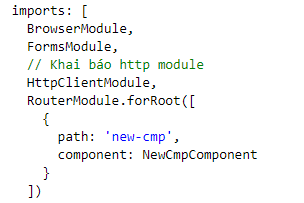 imports: [
  BrowserModule,
  FormsModule,
  // Khai báo http module
  HttpClientModule,
  RouterModule.forRoot([
    {
      path: 'new-cmp',
      component: NewCmpComponent
    }
  ])